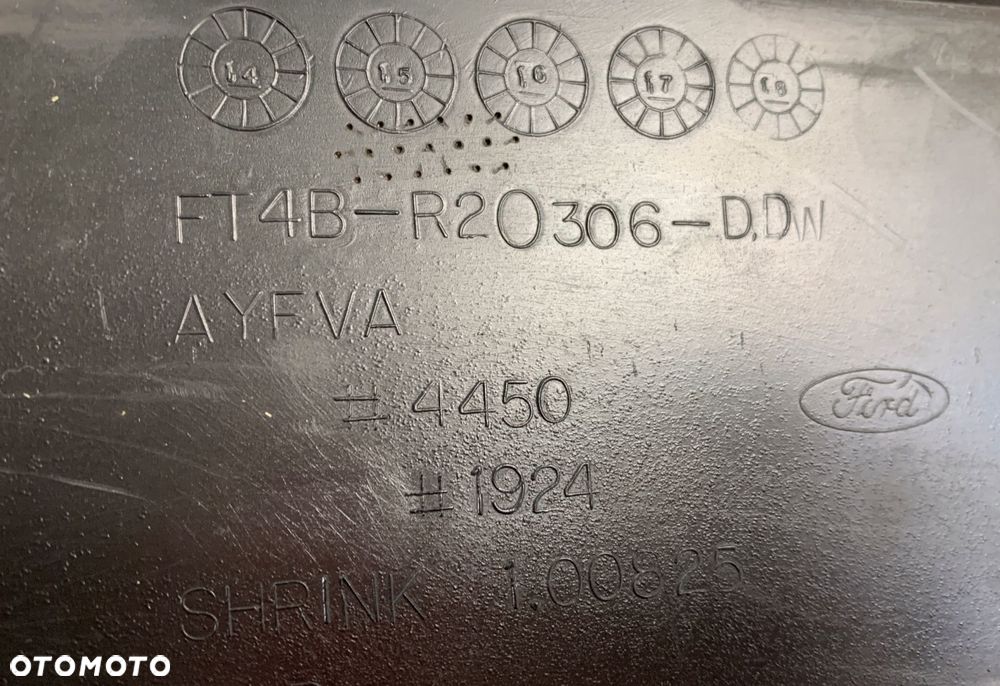 14 15 16 17 18
FT4B-R20306-D,DW
AYFVA
# 4450
Ford
# 1924
SHRINK 1.00825
OTOMOTO